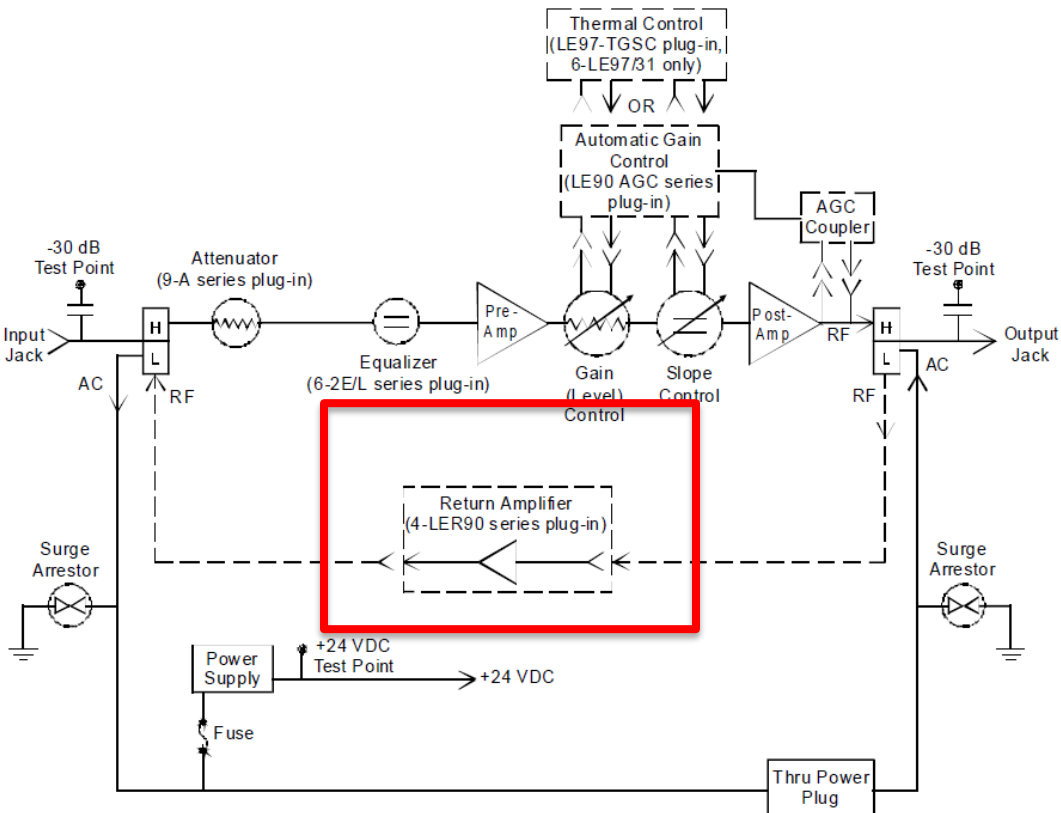 Thermal Control
(LE97-TGSC plug-in,
6-LE97/31 only)
OR
Automatic Gain
Control
(LE90 AGC series
plug-in)
AGC
Coupler
-30 dB
Test Point
Attenuator
(9-A series plug-in)
-30 dB
Test Point
Input
Jack
H
L
Equalizer
(6-2E/L series plug-in)
Pre-
Amp
Gain
(Level)
Control
Slope
Control
Post-
Amp
RF
H
L
Output
Jack
AC
RF
RF
AC
Return Amplifier
(4-LER90 series plug-in)
Surge
Arrestor
Surge
Arrestor
Power
Supply
+24 VDC
Test Point
+24 VDC
Fuse
Thru Power
Plug